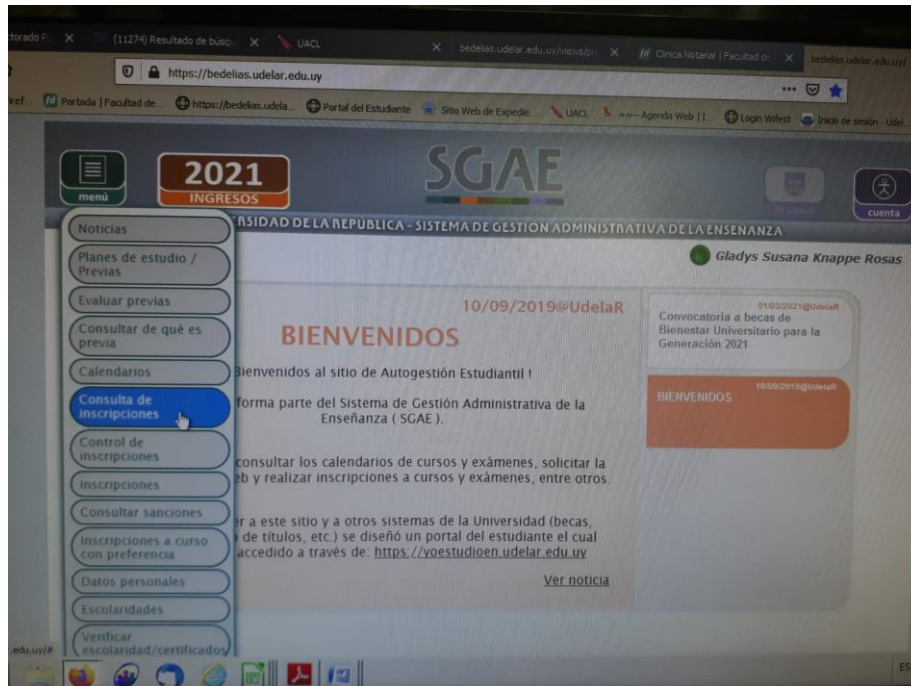 (11274) Resultado de búsq
UACL
bedelias.udelar.edu.uy/views/pri
Clinica Notarial | Facultad de
bedelias.udelar.edu.uy/
https://bedelias.udelar.edu.uy
Portada | Facultad de...
https://bedelias.udela...
Portal del Estudiante
Sitio Web de Expedie...
UACL
Agenda Web | I...
Login Wifest
Inicio de sesión - Udel
menú
2021
INGRESOS
SGAE
cuenta
RSIDAD DE LA REPÚBLICA - SISTEMA DE GESTIÓN ADMINISTRATIVA DE LA ENSEÑANZA
Gladys Susana Knappe Rosas
Noticias
Planes de estudio /
Previas
Evaluar previas
Consultar de qué es
previa
Calendarios
Consulta de
inscripciones
Control de
inscripciones
Inscripciones
Consultar sanciones
Inscripciones a curso
con preferencia
Datos personales
Escolaridades
Verificar
escolaridad/certificados
10/09/2019@UdelaR
BIENVENIDOS
Bienvenidos al sitio de Autogestión Estudiantil !
forma parte del Sistema de Gestión Administrativa de la
Enseñanza ( SGAE ).
consultar los calendarios de cursos y exámenes, solicitar la
eb y realizar inscripciones a cursos y exámenes, entre otros.
er a este sitio y a otros sistemas de la Universidad (becas,
de títulos, etc.) se diseñó un portal del estudiante el cual
accedido a través de: https://yoestudioen.udelar.edu.uy
Ver noticia
01/03/2021@UdelaR
Convocatoria a becas de
Bienestar Universitario para la
Generación 2021
10/09/2019@UdelaR
BIENVENIDOS
.edu.uy/#
ES